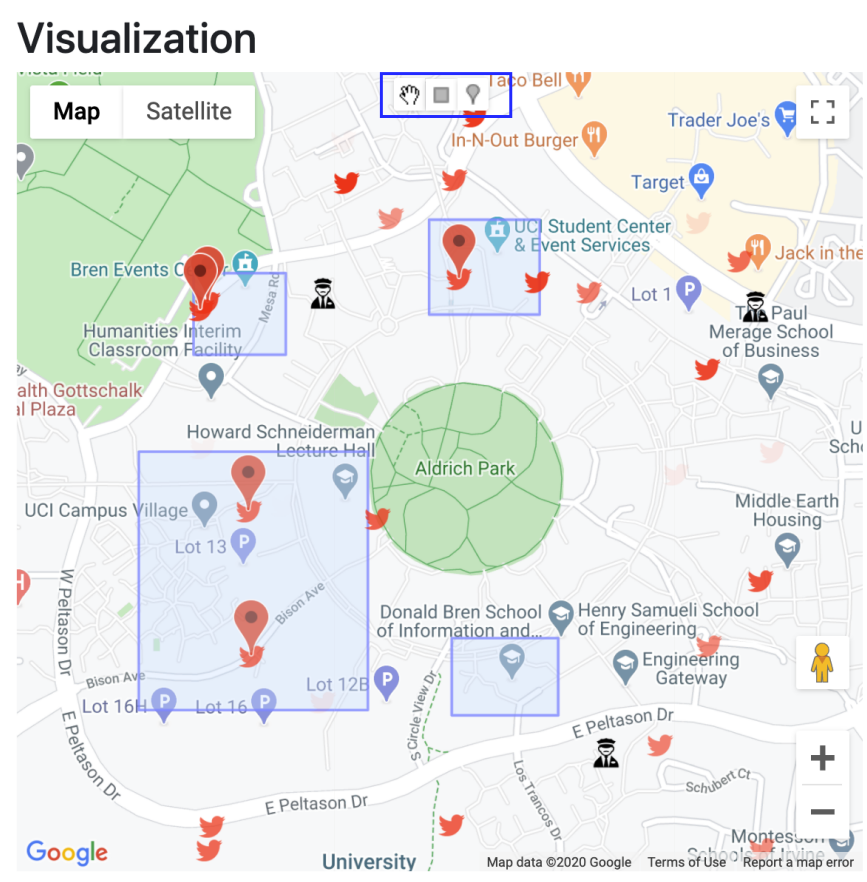 Visualization
Map
Satellite
Taco Bell
In-N-Out Burger
Trader Joe's
Target
UCI Student Center
& Event Services
Jack in the
Bren Events
Mesa Rd
Lot 1
Humanities Interim
Classroom Facility
Paul
Merage School
of Business
alth Gottschalk
al Plaza
Howard Schneiderman
Lecture Hall
Aldrich Park
UCI Campus Village
Lot 13
Middle Earth
Housing
W Peltason Dr
Bison Ave
Donald Bren School
of Information and...
Henry Samueli School
of Engineering
Engineering
Gateway
Bison Ave
Lot 12B
Lot 16H
Lot 16
S Circle View Dr
E Peltason Dr
E Peltason Dr
E Peltason Dr
Los Trancos Dr
Schubert Ct
Montessori
Schools of Irvine
Google
University
Map data ©2020 Google
Terms of Use
Report a map error